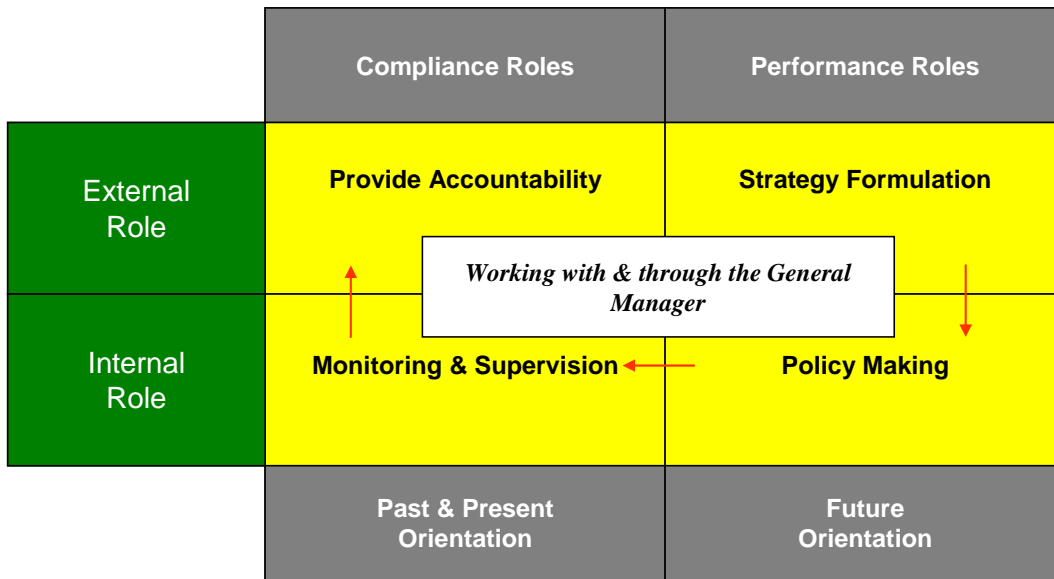 Compliance Roles
Performance Roles
External
Role
Provide Accountability
Strategy Formulation
Working with & through the General
Manager
Internal
Role
Monitoring & Supervision
Policy Making
Past & Present
Orientation
Future
Orientation